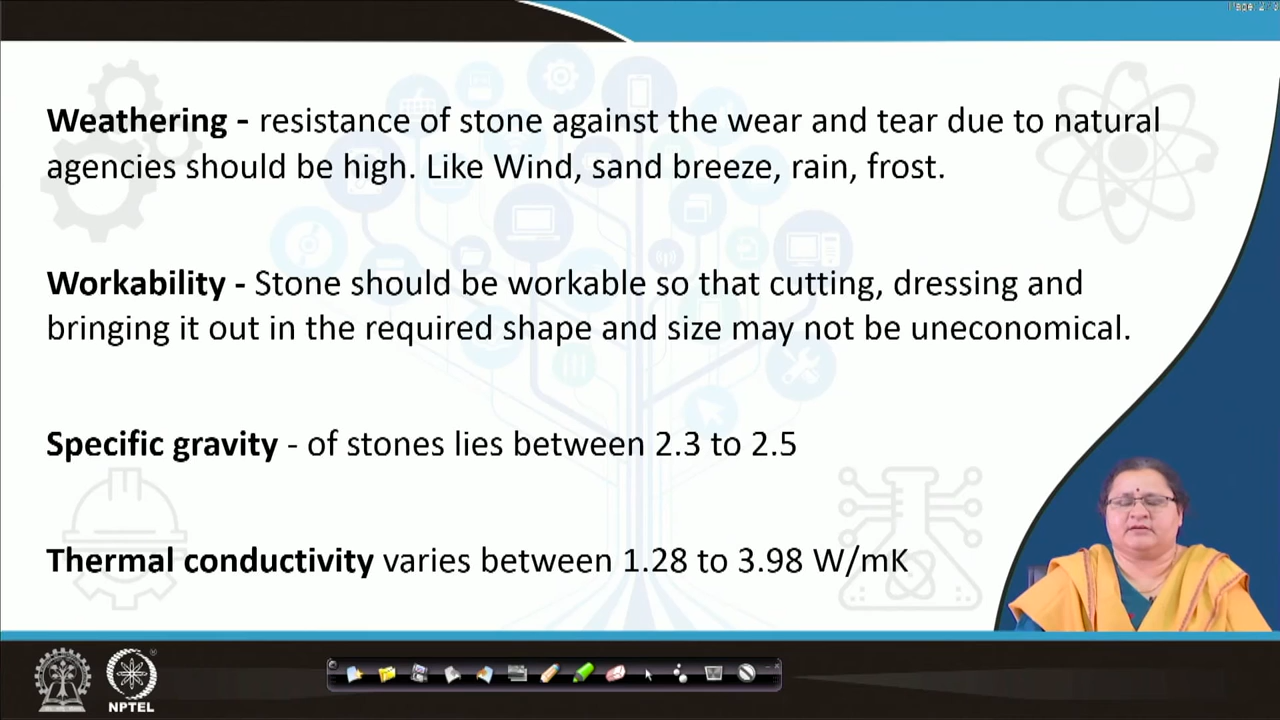 Weathering - resistance of stone against the wear and tear due to natural
agencies should be high. Like Wind, sand breeze, rain, frost.
Workability - Stone should be workable so that cutting, dressing and
bringing it out in the required shape and size may not be uneconomical.
Specific gravity - of stones lies between 2.3 to 2.5
Thermal conductivity varies between 1.28 to 3.98 W/mK
NPTEL